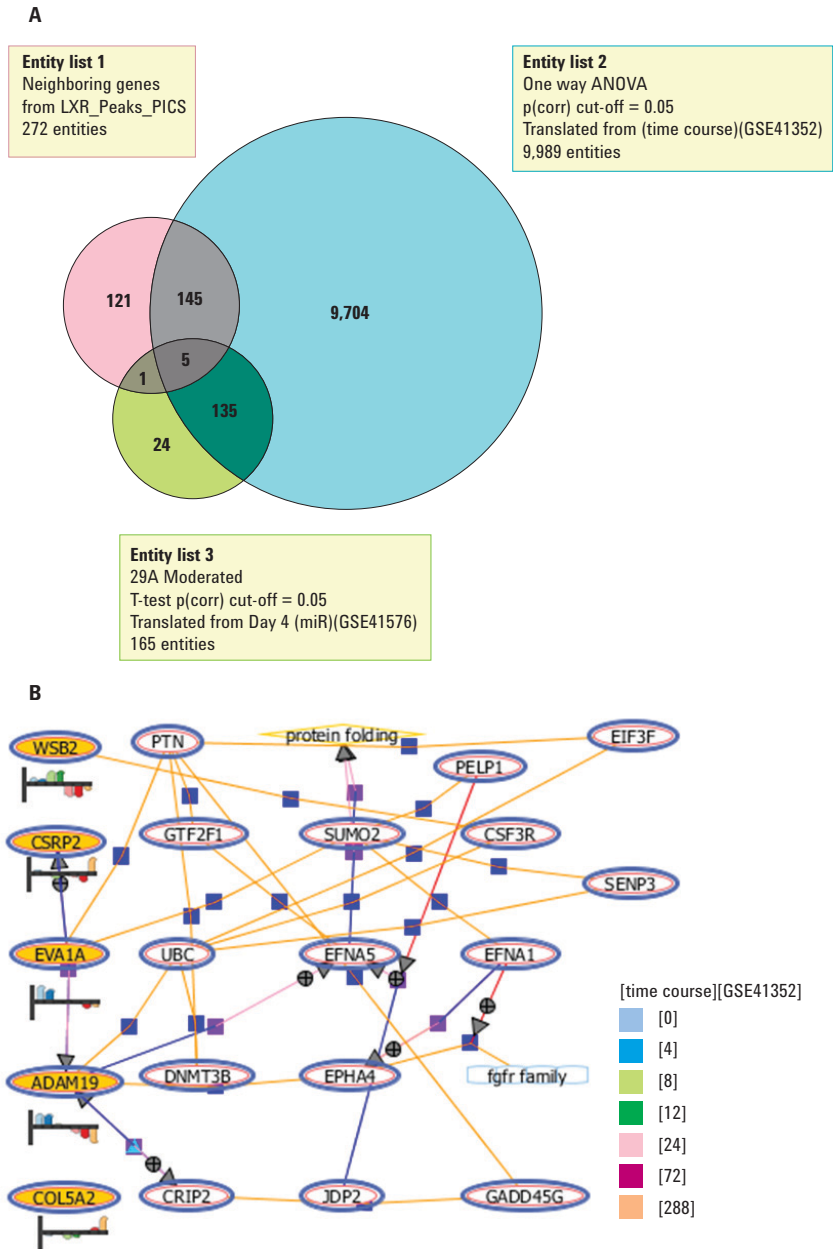 A
Entity list 1
Neighboring genes
from LXR_Peaks_PICS
272 entities
Entity list 2
One way ANOVA
p(corr) cut-off = 0.05
Translated from (time course)(GSE41352)
9,989 entities
121
145
9,704
5
1
135
24
Entity list 3
29A Moderated
T-test p(corr) cut-off = 0.05
Translated from Day 4 (miR)(GSE41576)
165 entities
B
WSB2
PTN
protein folding
EIF3F
PELP1
CSRP2
GTF2F1
SUMO2
CSF3R
SENP3
EVA1A
UBC
EFNA5
EFNA1
ADAM19
DNMT3B
EPHA4
fgfr family
COL5A2
CRIP2
JDP2
GADD45G
[time course][GSE41352]
[0]
[4]
[8]
[12]
[24]
[72]
[288]